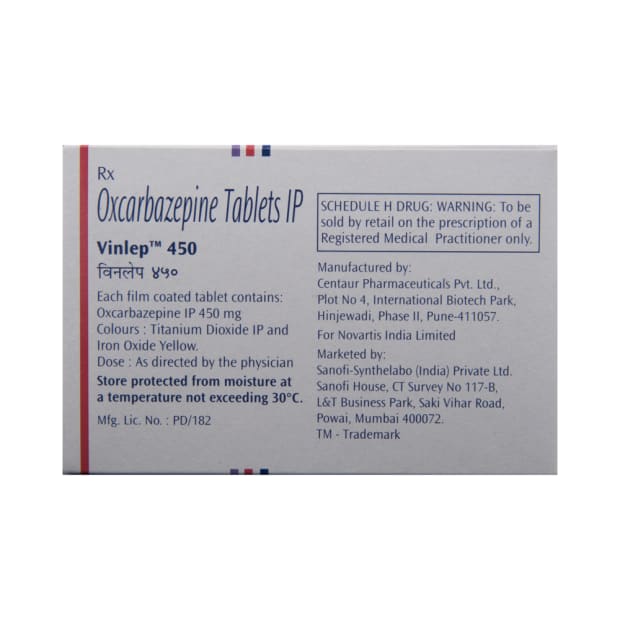 Rx
Oxcarbazepine Tablets IP
Vinlep™ 450
विनलेप ४५०
Each film coated tablet contains:
Oxcarbazepine IP 450 mg
Colours : Titanium Dioxide IP and
Iron Oxide Yellow.
Dose : As directed by the physician
Store protected from moisture at
a temperature not exceeding 30°C.
Mfg. Lic. No. : PD/182
SCHEDULE H DRUG: WARNING: To be
sold by retail on the prescription of a
Registered Medical Practitioner only.
Manufactured by:
Centaur Pharmaceuticals Pvt. Ltd.,
Plot No 4, International Biotech Park,
Hinjewadi, Phase II, Pune-411057.
For Novartis India Limited
Marketed by:
Sanofi-Synthelabo (India) Private Ltd.
Sanofi House, CT Survey No 117-B,
L&T Business Park, Saki Vihar Road,
Powai, Mumbai 400072.
TM - Trademark